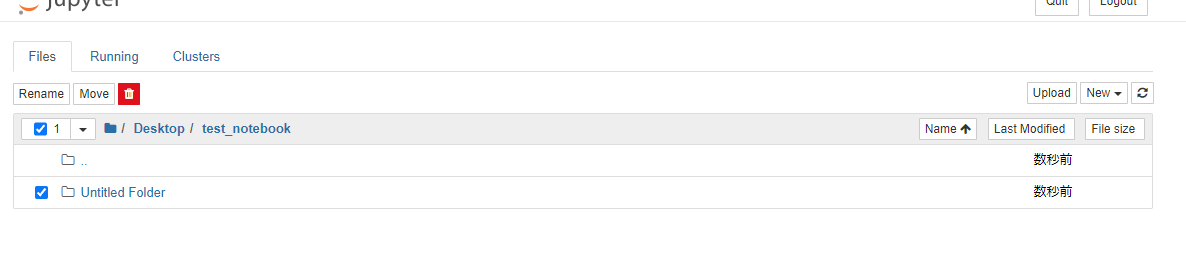 Jupyter Quit Logout
Files Running Clusters
Rename Move Upload New
1 / Desktop / test_notebook Name Last Modified File size
.. 数秒前
Untitled Folder 数秒前